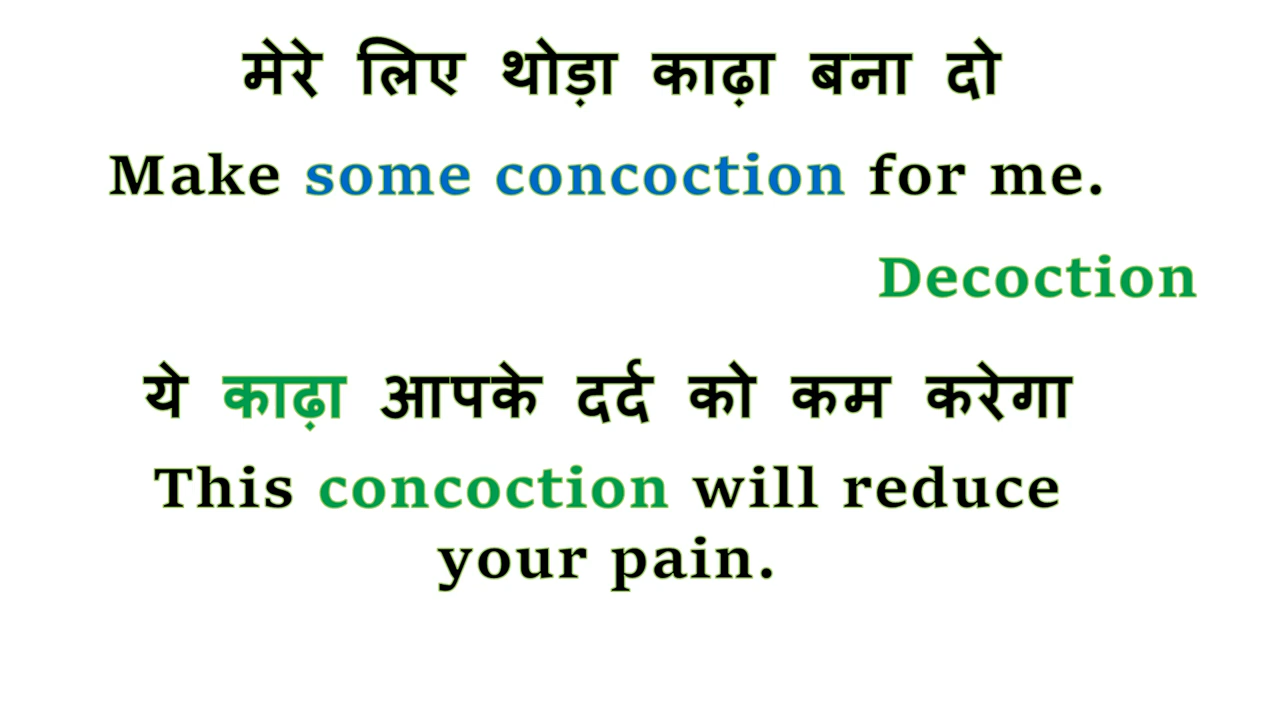 मेरे लिए थोड़ा काढ़ा बना दो
Make some concoction for me.
Decoction
ये काढ़ा आपके दर्द को कम करेगा
This concoction will reduce
your pain.